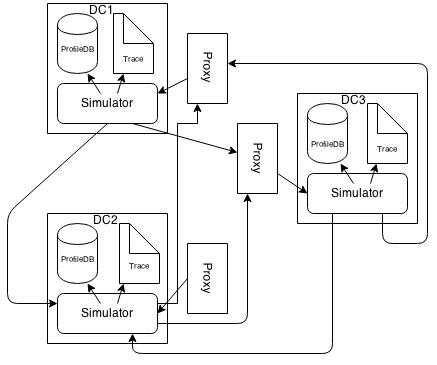 DC1
ProfileDB
Trace
Simulator
Proxy
DC3
ProfileDB
Trace
Simulator
Proxy
DC2
ProfileDB
Trace
Simulator
Proxy